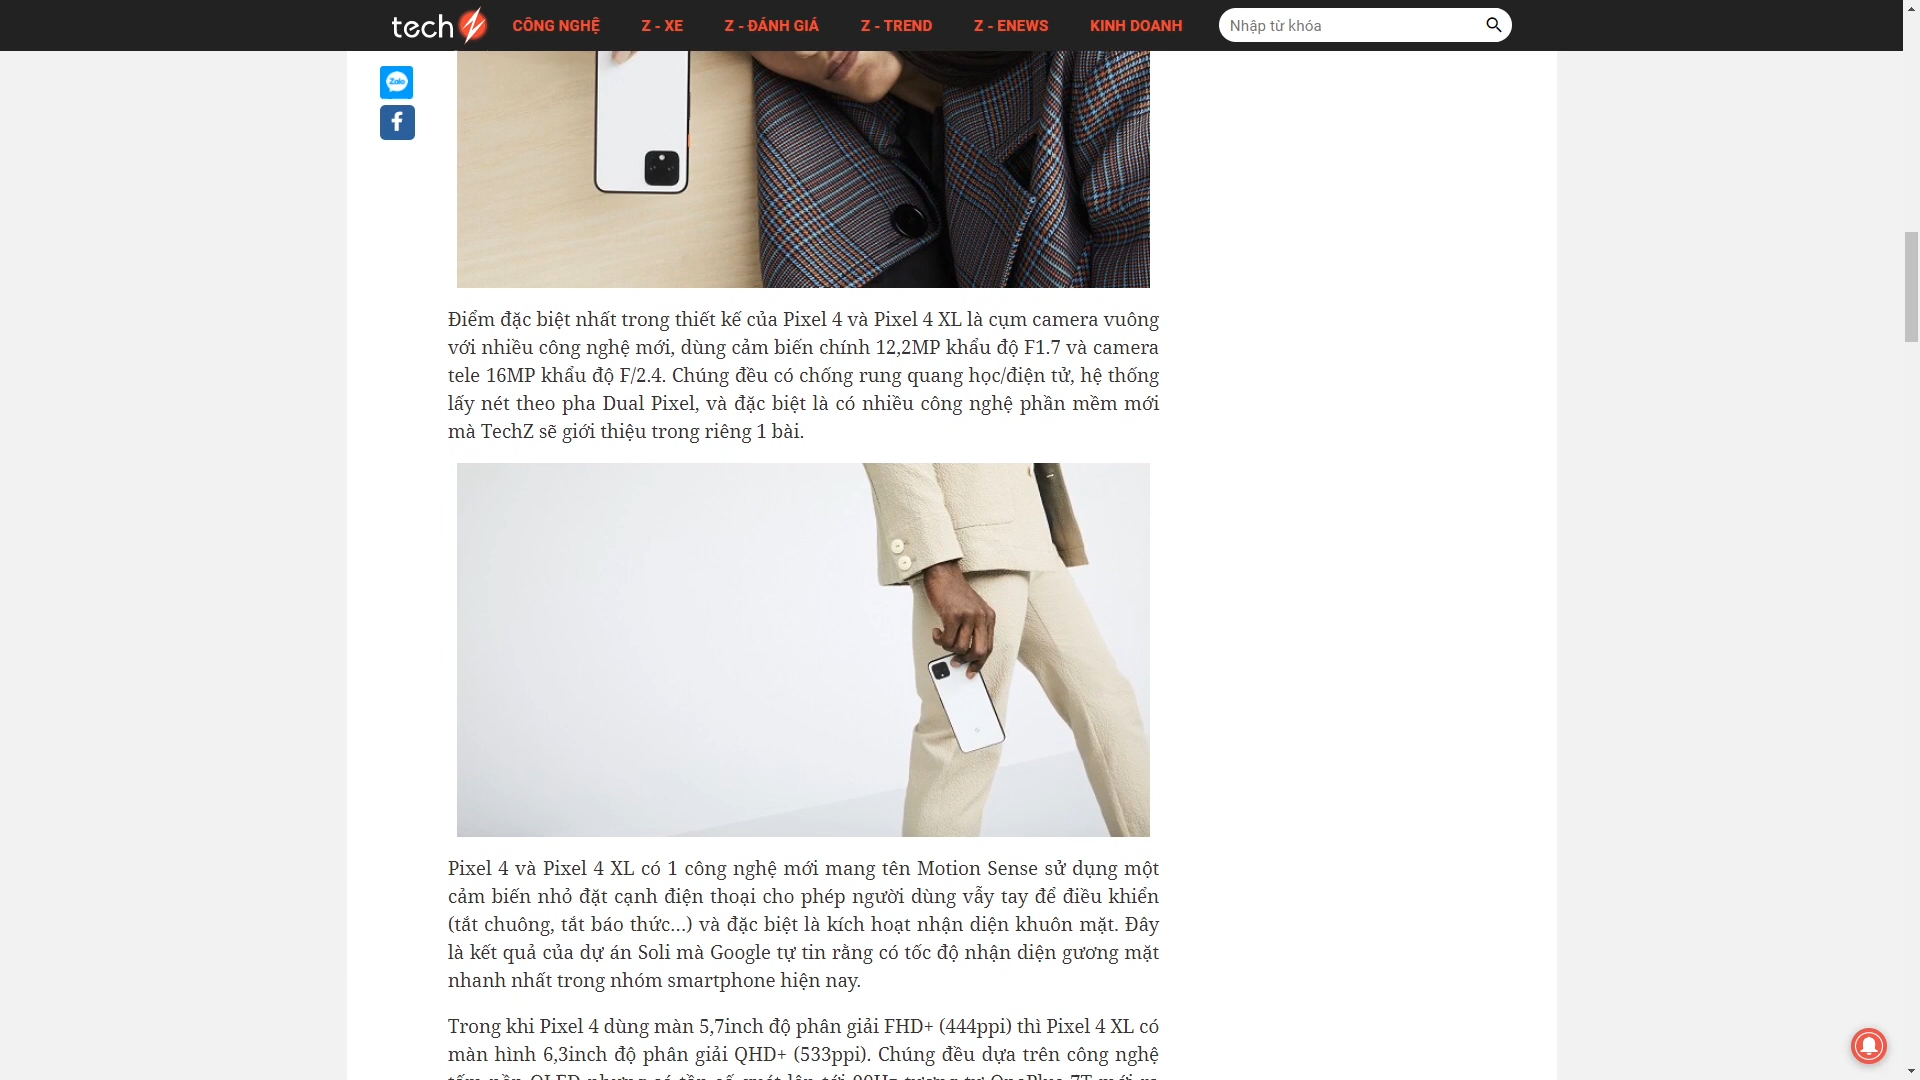 tech
CÔNG NGHỆ
Z - XE
Z - ĐÁNH GIÁ
Z - TREND
Z - ENEWS
KINH DOANH
Nhập từ khóa
Zalo
Điểm đặc biệt nhất trong thiết kế của Pixel 4 và Pixel 4 XL là cụm camera vuông
với nhiều công nghệ mới, dùng cảm biến chính 12,2MP khẩu độ F1.7 và camera
tele 16MP khẩu độ F/2.4. Chúng đều có chống rung quang học/điện tử, hệ thống
lấy nét theo pha Dual Pixel, và đặc biệt là có nhiều công nghệ phần mềm mới
mà TechZ sẽ giới thiệu trong riêng 1 bài.
Pixel 4 và Pixel 4 XL có 1 công nghệ mới mang tên Motion Sense sử dụng một
cảm biến nhỏ đặt cạnh điện thoại cho phép người dùng vẫy tay để điều khiển
(tắt chuông, tắt báo thức...) và đặc biệt là kích hoạt nhận diện khuôn mặt. Đây
là kết quả của dự án Soli mà Google tự tin rằng có tốc độ nhận diện gương mặt
nhanh nhất trong nhóm smartphone hiện nay.
Trong khi Pixel 4 dùng màn 5,7inch độ phân giải FHD+ (444ppi) thì Pixel 4 XL có
màn hình 6,3inch độ phân giải QHD+ (533ppi). Chúng đều dựa trên công nghệ